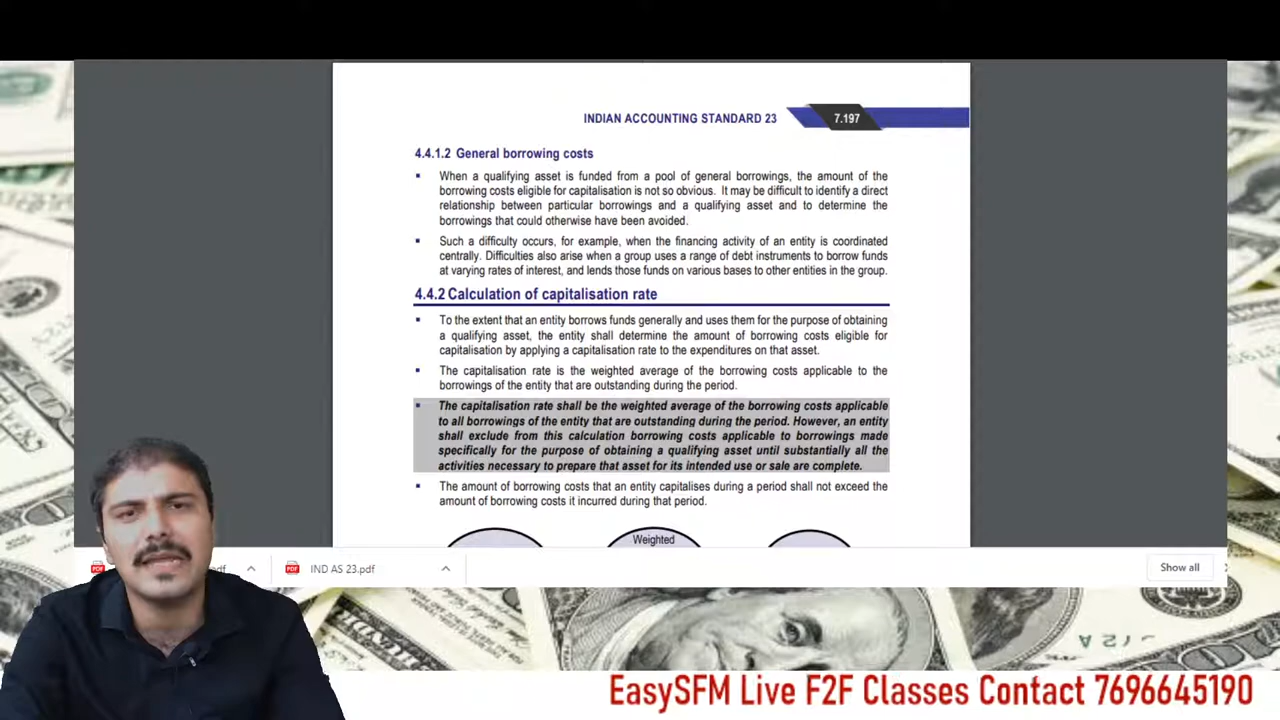 INDIAN ACCOUNTING STANDARD 23
7.197
4.4.1.2 General borrowing costs
▪ When a qualifying asset is funded from a pool of general borrowings, the amount of the
borrowing costs eligible for capitalisation is not so obvious. It may be difficult to identify a direct
relationship between particular borrowings and a qualifying asset and to determine the
borrowings that could otherwise have been avoided.
▪ Such a difficulty occurs, for example, when the financing activity of an entity is coordinated
centrally. Difficulties also arise when a group uses a range of debt instruments to borrow funds
at varying rates of interest, and lends those funds on various bases to other entities in the group.
4.4.2 Calculation of capitalisation rate
▪ To the extent that an entity borrows funds generally and uses them for the purpose of obtaining
a qualifying asset, the entity shall determine the amount of borrowing costs eligible for
capitalisation by applying a capitalisation rate to the expenditures on that asset.
▪ The capitalisation rate is the weighted average of the borrowing costs applicable to the
borrowings of the entity that are outstanding during the period.
▪ The capitalisation rate shall be the weighted average of the borrowing costs applicable
to all borrowings of the entity that are outstanding during the period. However, an entity
shall exclude from this calculation borrowing costs applicable to borrowings made
specifically for the purpose of obtaining a qualifying asset until substantially all the
activities necessary to prepare that asset for its intended use or sale are complete.
▪ The amount of borrowing costs that an entity capitalises during a period shall not exceed the
amount of borrowing costs it incurred during that period.
Weighted
IND AS 23.pdf
Show all
EasySFM Live F2F Classes Contact 7696645190